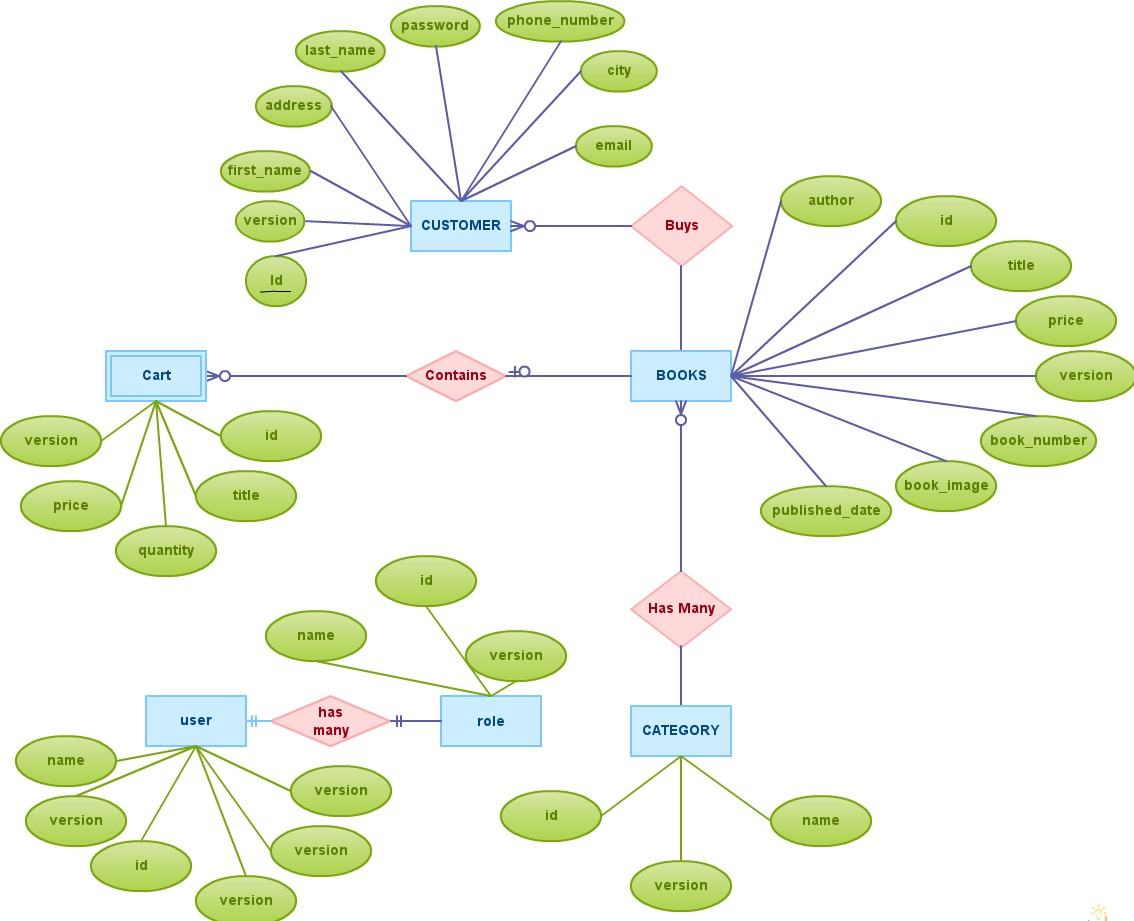 password
phone_number
last_name
city
address
email
first_name
author
version
CUSTOMER
Buys
id
title
Id
price
Cart
Contains
BOOKS
version
version
id
book_number
price
title
book_image
published_date
quantity
id
Has Many
name
version
user
has
many
role
CATEGORY
name
version
version
id
name
version
version
id
version
version